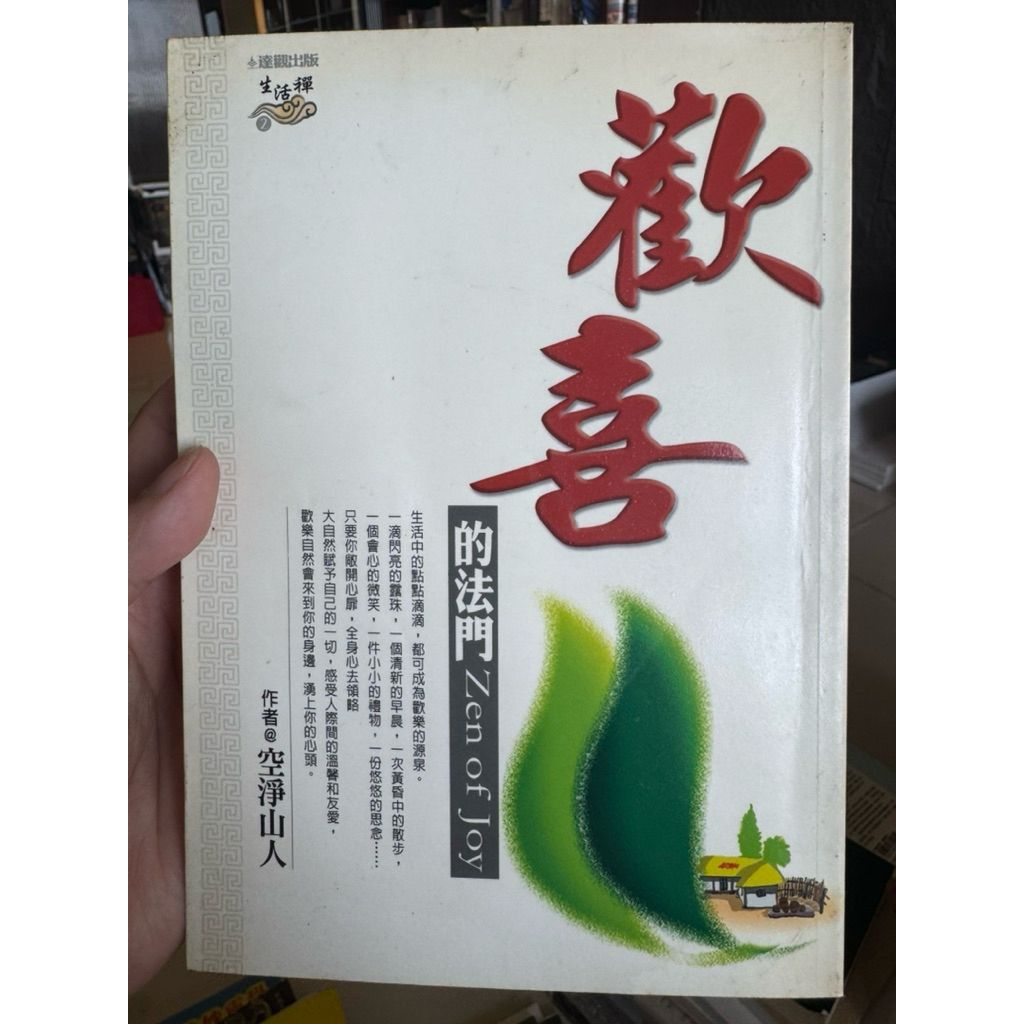 達觀出版
生活禪
2
歡喜
的法門 Zen of Joy
生活中的點點滴滴，都可成為歡樂的源泉。
一滴閃亮的露珠，一個清新的早晨，一次黃昏中的散步，
一個會心的微笑，一件小小的禮物，一份悠悠的思念……
只要你敞開心扉，全身心去領略
大自然賦予自己的一切，感受人際間的溫馨和友愛，
歡樂自然會來到你的身邊，湧上你的心頭。
作者@空淨山人